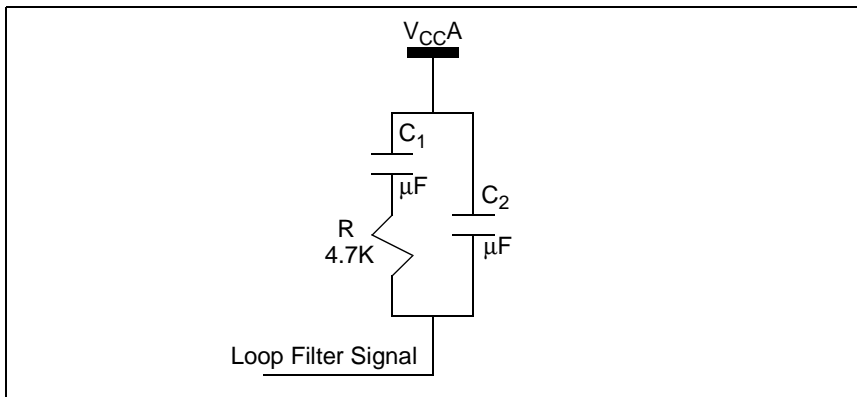 VCCA
C1
μF
C2
R
4.7K
μF
Loop Filter Signal